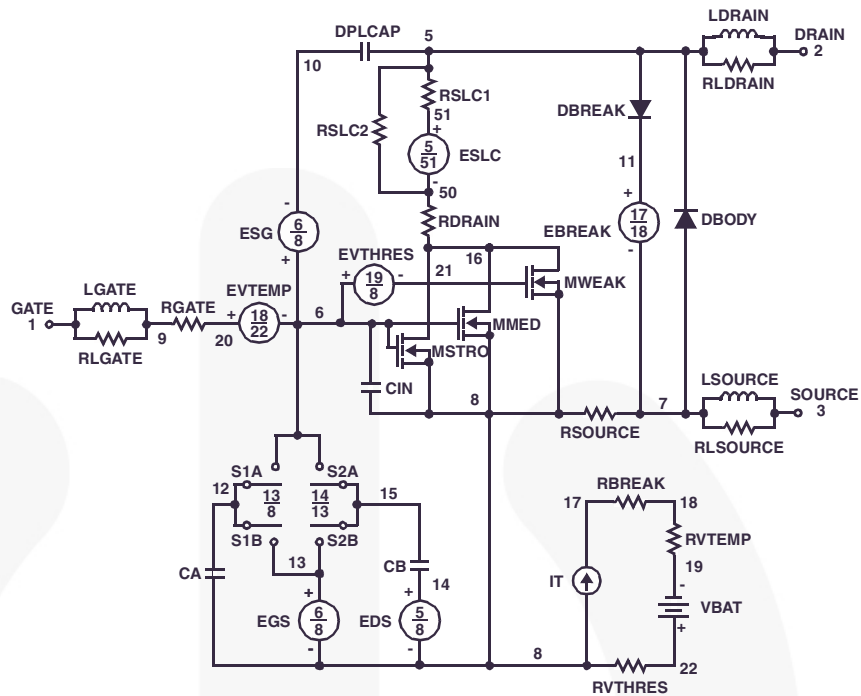 LDRAIN
DPLCAP 5 DRAIN
10 2
RSLC1 RLDRAIN
51 DBREAK
RSLC2 +
5 ESLC
51
- 11
50
- RDRAIN + 17
ESG 6 EBREAK 18 DBODY
8 EVTHRES 16
+ + 19 - 21 MWEAK -
LGATE 8
GATE RGATE EVTEMP
1 + 18 - 6 MMED
9 20 22 MSTRO
RLGATE LSOURCE
CIN 8 7 SOURCE
3
RSOURCE RLSOURCE
S1A S2A
12 13 14 15 RBREAK
8 13 17 18
S1B S2B RVTEMP
13 CB 19
CA + + 14 IT -
EGS 6 EDS 5 VBAT
8 8 +
- - 8 22
RVTHRES